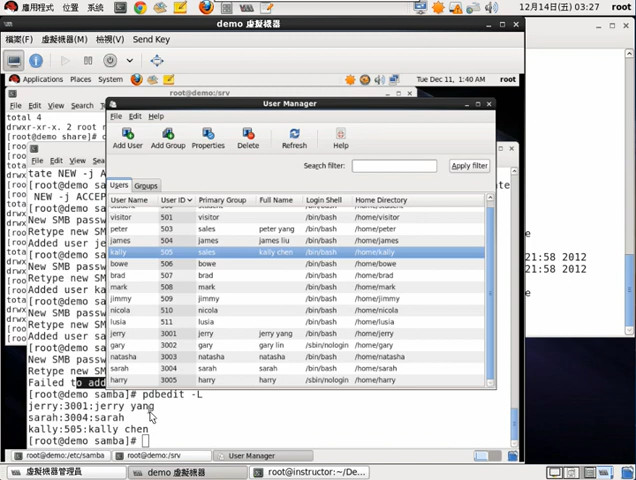 應用程式 位置 系統 12月14日(五) 03:27 root
demo 虛擬機器
檔案(F) 虛擬機器(M) 檢視(V) Send Key
Applications Places System Tue Dec 11, 1:40 AM root
root@demo:/srv
File Edit View Search
total 4
drwxr-xr-x. 2 root r
[root@demo share]#
User Manager
File Edit Help
Add User Add Group Properties Delete Refresh Help
Search filter: Apply filter
Users Groups
User Name User ID Primary Group Full Name Login Shell Home Directory
visitor 501 visitor /bin/bash /home/visitor
peter 503 sales peter yang /bin/bash /home/peter
james 504 sales james liu /bin/bash /home/james
kally 505 sales kally chen /bin/bash /home/kally
bowe 506 bowe /bin/bash /home/bowe
brad 507 brad /bin/bash /home/brad
mark 508 mark /bin/bash /home/mark
jimmy 509 jimmy /bin/bash /home/jimmy
nicola 510 nicola /bin/bash /home/nicola
lusia 511 lusia /bin/bash /home/lusia
jerry 3001 jerry jerry yang /bin/bash /home/jerry
gary 3002 gary gary lin /sbin/nologin /home/gary
natasha 3003 natasha /bin/bash /home/natasha
sarah 3004 sarah /bin/bash /home/sarah
harry 3005 harry /sbin/nologin /home/harry
File Edit View Sea
tate NEW -j A
[root@demo sa
NEW -j ACCEP
[root@demo sa
New SMB passw
Retype new SM
Added user je
[root@demo sa
New SMB passw
Retype new SM
Added user ka
[root@demo sa
New SMB passw
Retype new SM
Added user sa
[root@demo sa
New SMB passw
Retype new SM
Failed to add
[root@demo samba]# pdbedit -L
jerry:3001:jerry yang
sarah:3004:sarah
kally:505:kally chen
[root@demo samba]#
21:58 2012
21:58 2012
root@demo:/etc/samba root@demo:/srv User Manager
虛擬機器管理員 demo 虛擬機器 root@instructor:~/De...